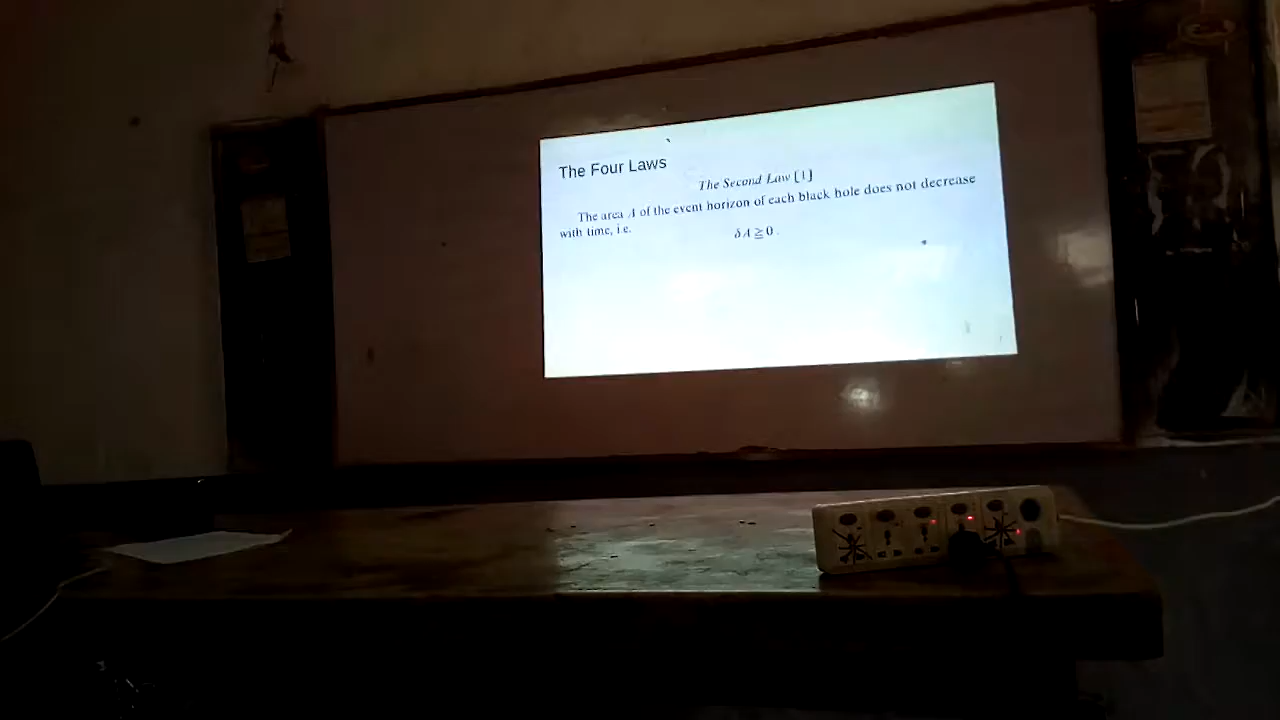 The Four Laws
The Second Law [1]
The area A of the event horizon of each black hole does not decrease
with time, i.e.
δA ≧ 0.